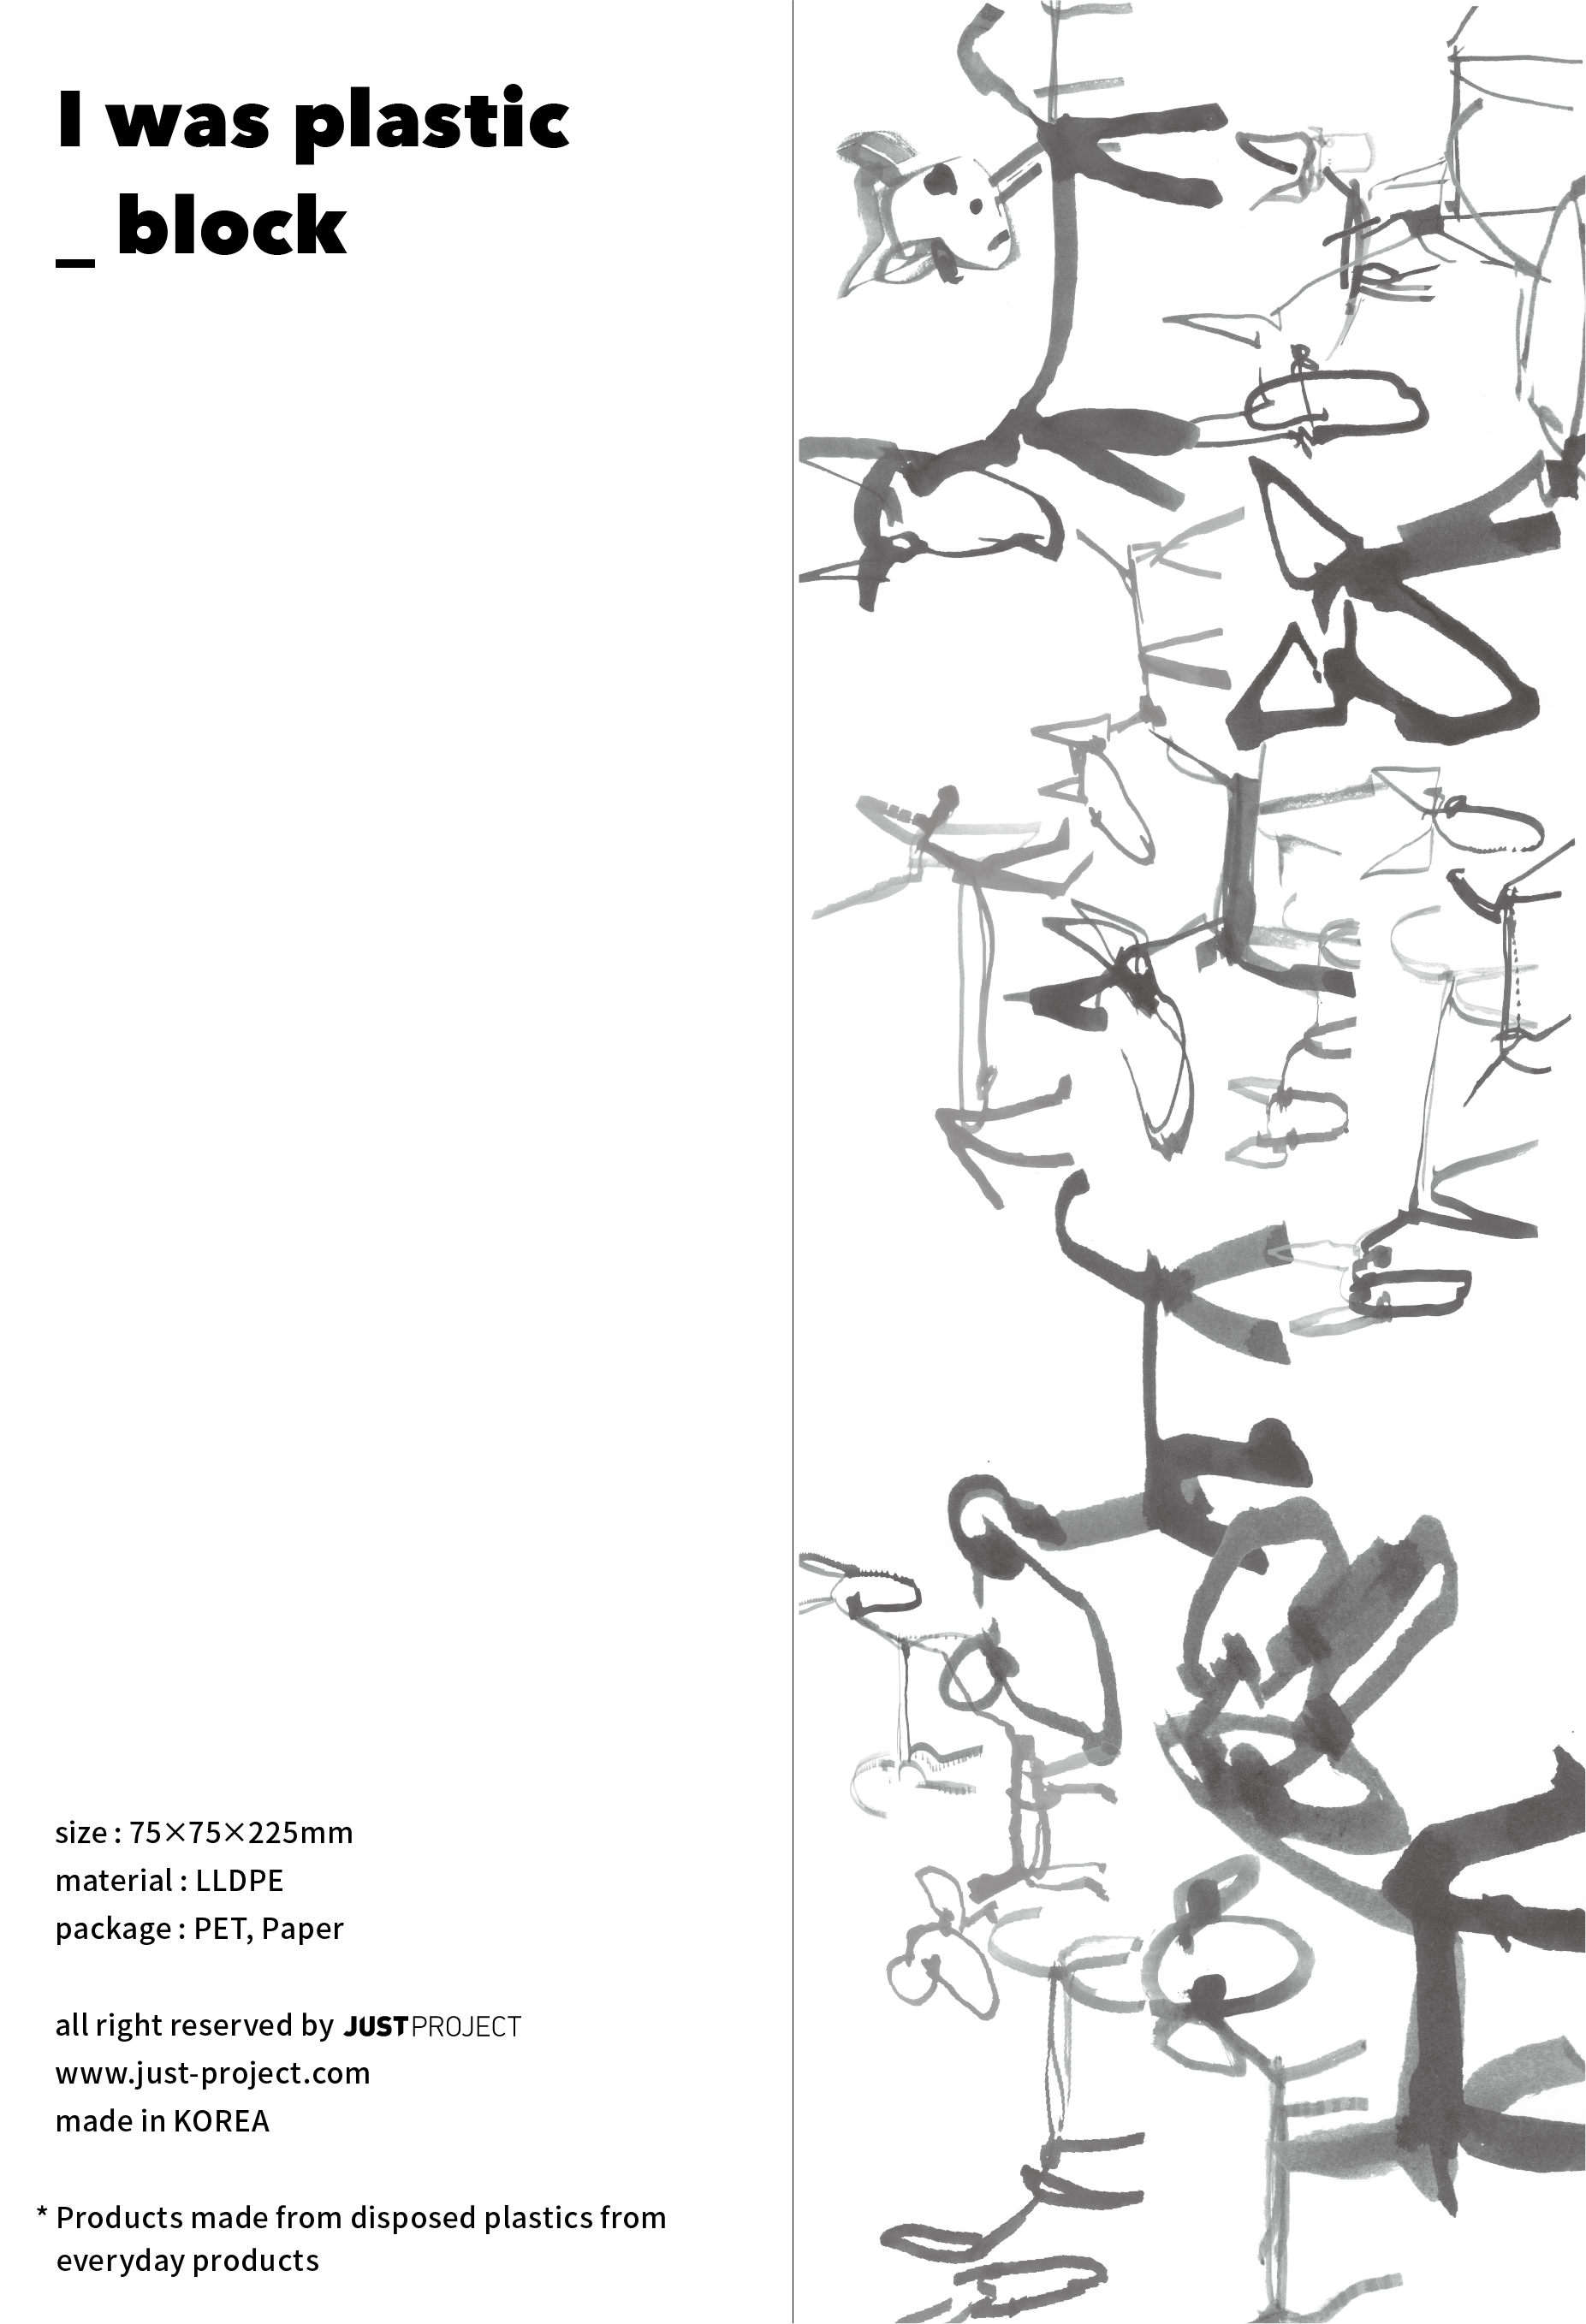 I was plastic
_ block
size : 75×75×225mm
material : LLDPE
package : PET, Paper
all right reserved by JUSTPROJECT
www.just-project.com
made in KOREA
* Products made from disposed plastics from
everyday products